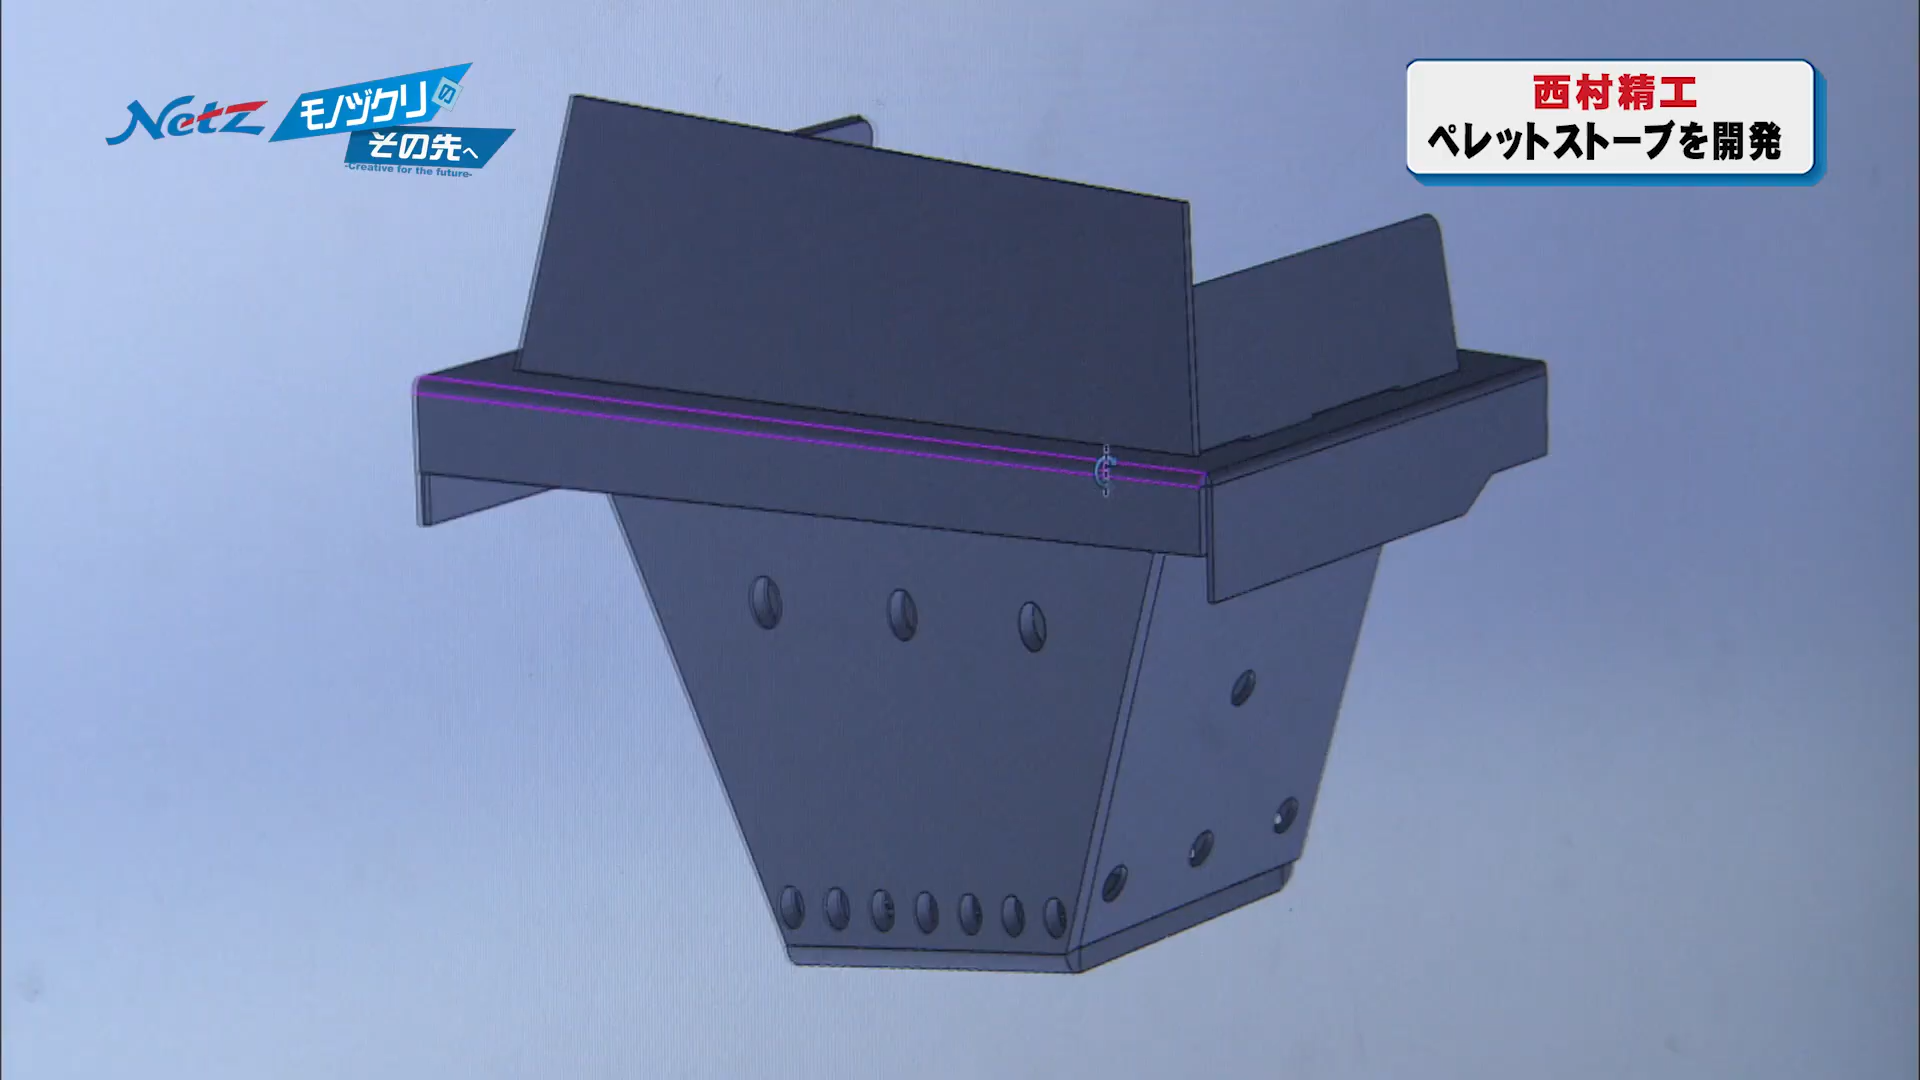 Netz モノヅクリの
その先へ
-Creative for the future-
西村精工
ペレットストーブを開発